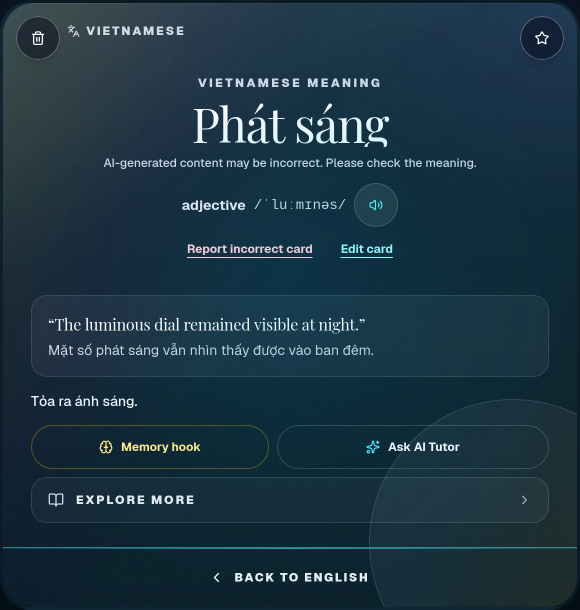 VIETNAMESE
VIETNAMESE MEANING
Phát sáng
AI-generated content may be incorrect. Please check the meaning.
adjective /ˈluːmɪnəs/
Report incorrect card Edit card
“The luminous dial remained visible at night.”
Mặt số phát sáng vẫn nhìn thấy được vào ban đêm.
Tỏa ra ánh sáng.
Memory hook Ask AI Tutor
EXPLORE MORE
BACK TO ENGLISH